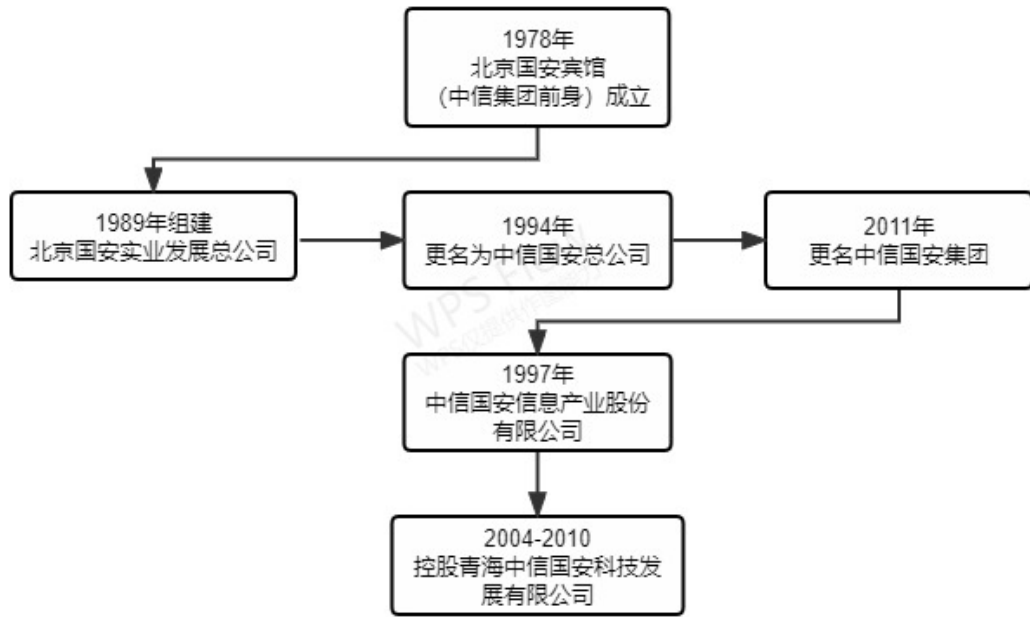 1978年
北京国安宾馆
（中信集团前身）成立
1989年组建
北京国安实业发展总公司
1994年
更名为中信国安总公司
2011年
更名中信国安集团
1997年
中信国安信息产业股份
有限公司
2004-2010
控股青海中信国安科技发
展有限公司